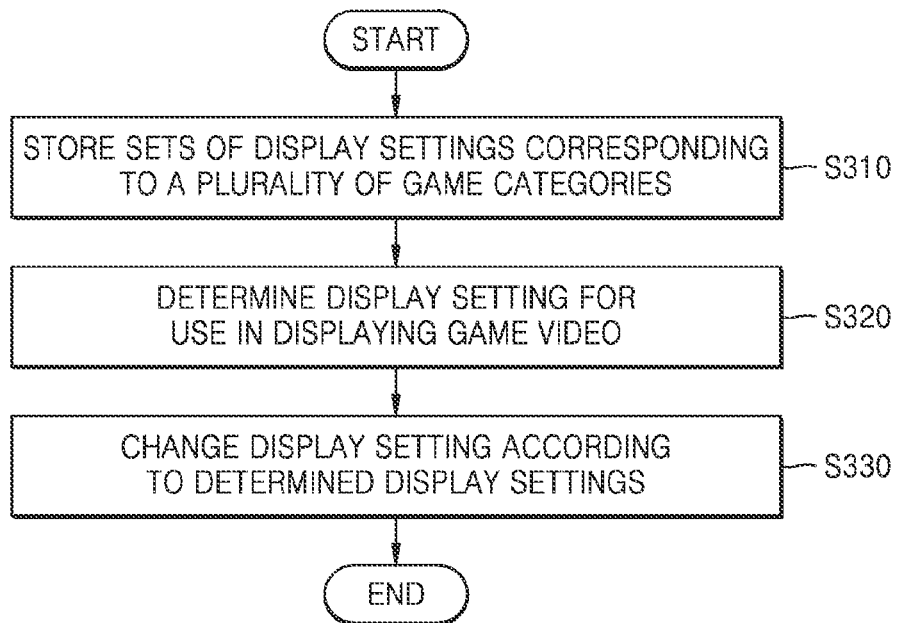 START
STORE SETS OF DISPLAY SETTINGS CORRESPONDING
TO A PLURALITY OF GAME CATEGORIES
S310
DETERMINE DISPLAY SETTING FOR
USE IN DISPLAYING GAME VIDEO
S320
CHANGE DISPLAY SETTING ACCORDING
TO DETERMINED DISPLAY SETTINGS
S330
END